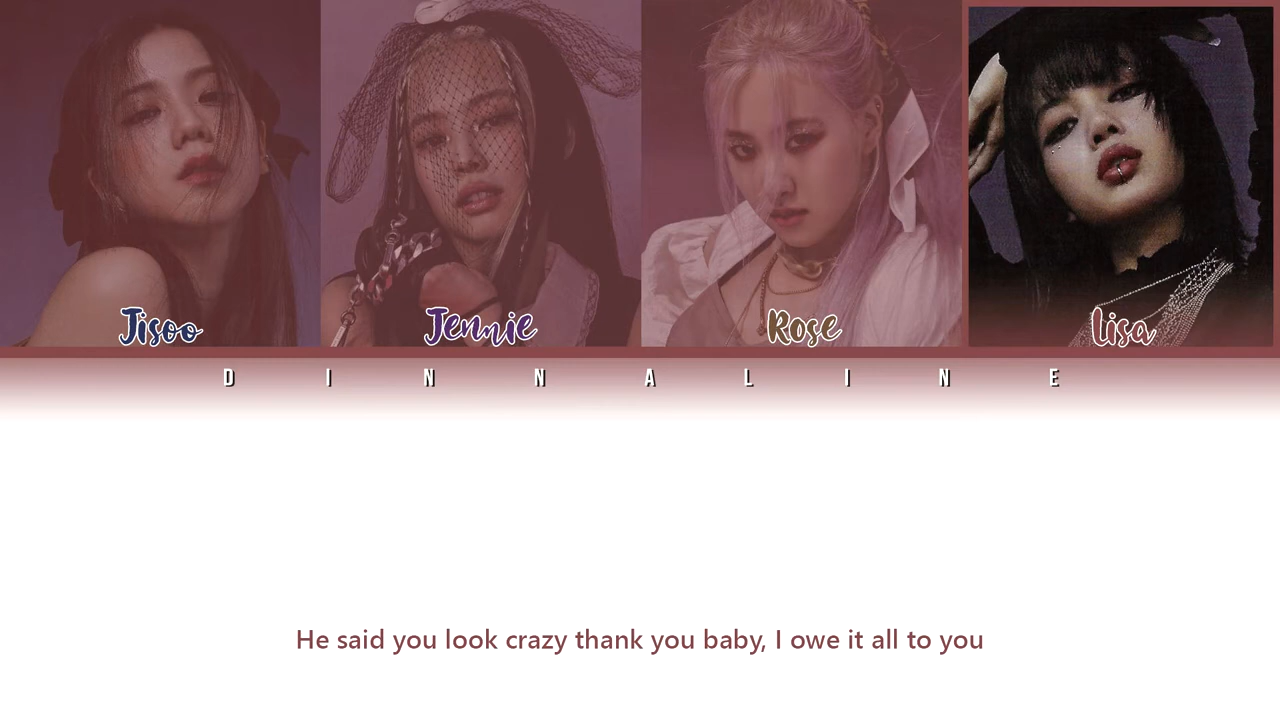 Jisoo Jennie Rose Lisa
D I N N A L I N E
He said you look crazy thank you baby, I owe it all to you